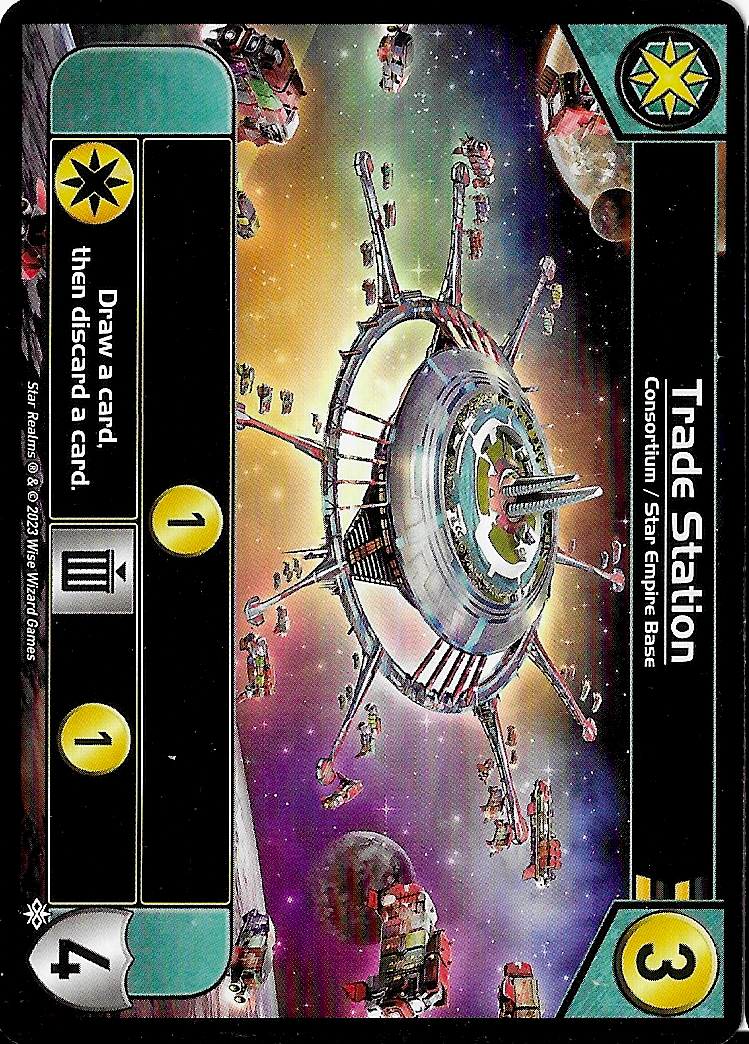 Trade Station
Consortium / Star Empire Base
3
1
Draw a card,
then discard a card.
1
4
Star Realms ® & © 2023 Wise Wizard Games